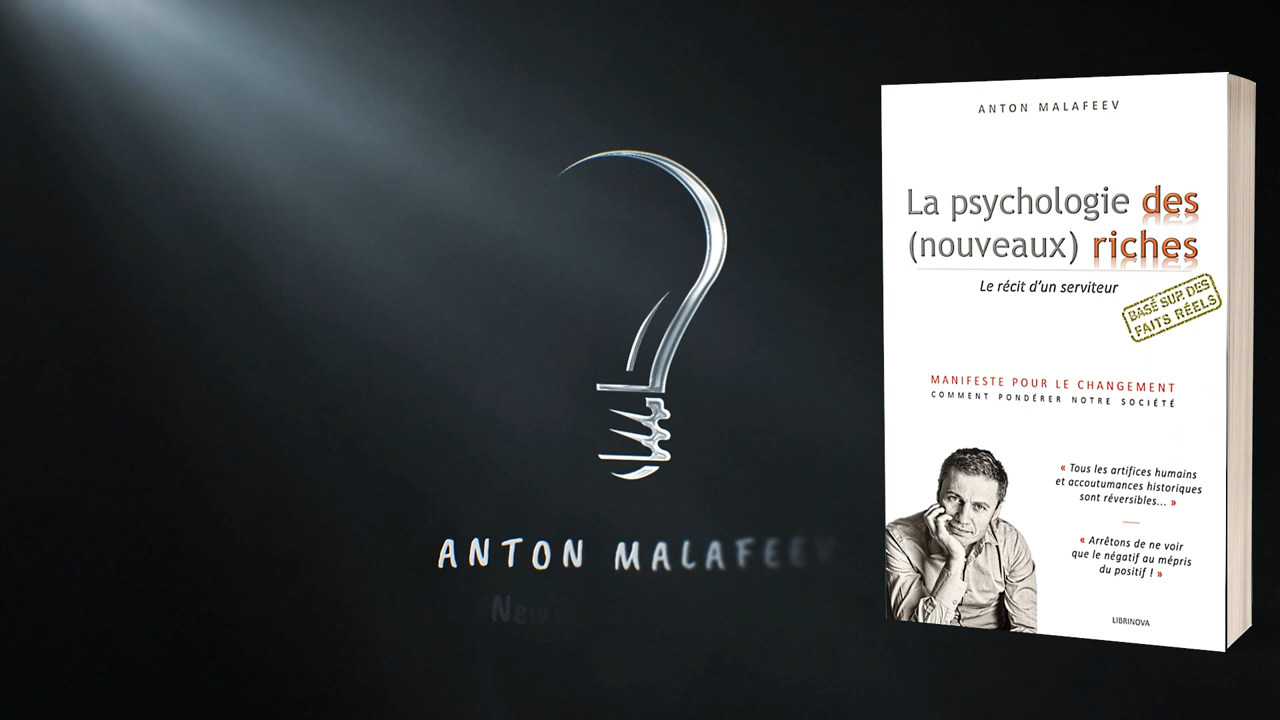 ANTON MALAFEEV
New
ANTON MALAFEEV
La psychologie des
(nouveaux) riches
Le récit d'un serviteur
BASÉ SUR DES
FAITS RÉELS
MANIFESTE POUR LE CHANGEMENT
COMMENT PONDÉRER NOTRE SOCIÉTÉ
« Tous les artifices humains
et accoutumances historiques
sont réversibles... »
« Arrêtons de ne voir
que le négatif au mépris
du positif ! »
LIBRINOVA